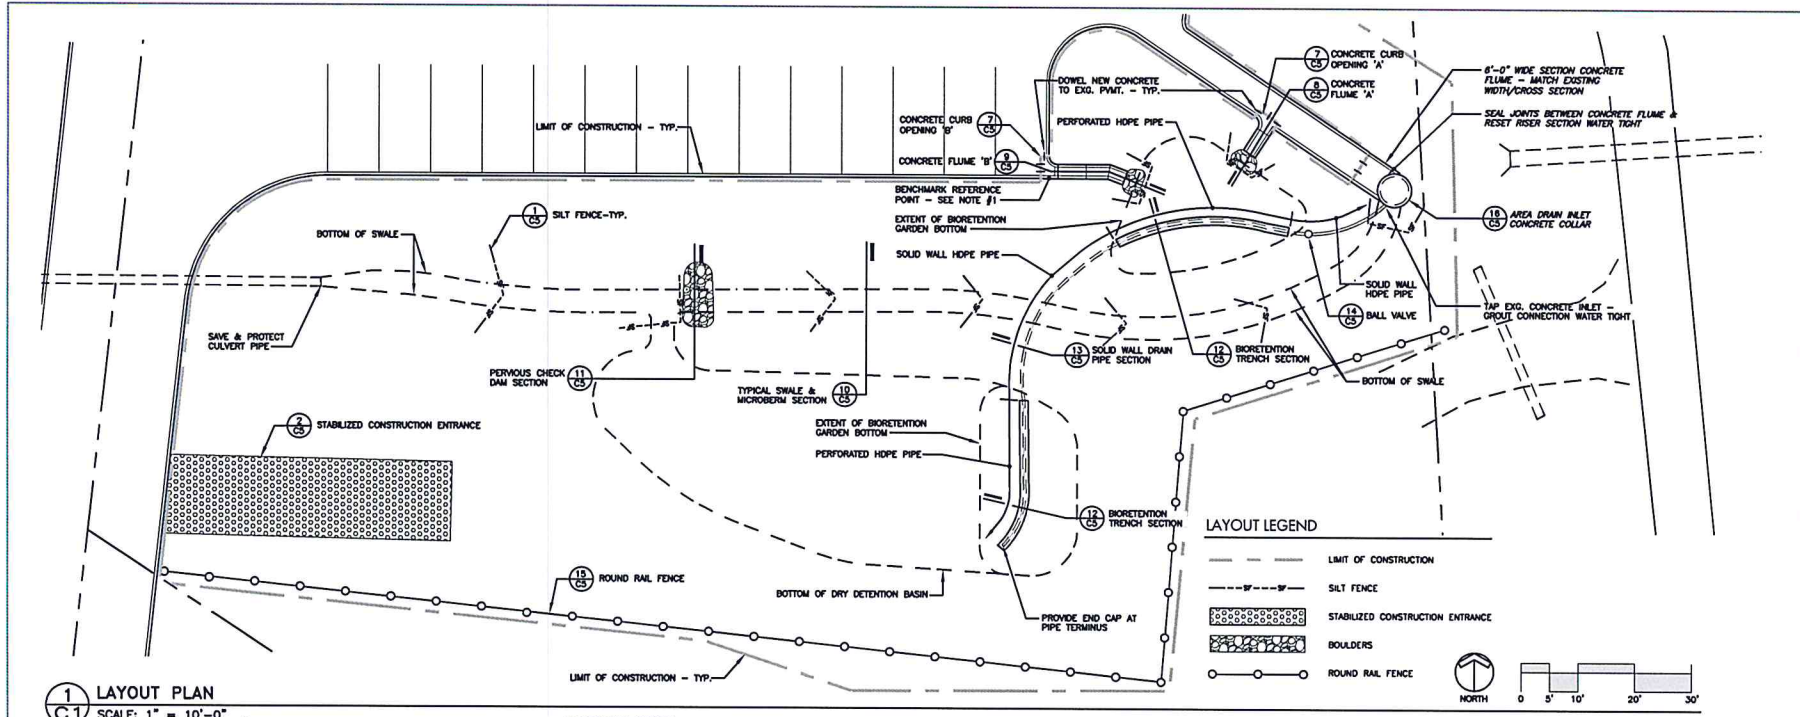 7
C5
CONCRETE CURB
OPENING 'A'
8
C5
CONCRETE
FLUME 'A'
6'-0" WIDE SECTION CONCRETE
FLUME - MATCH EXISTING
WIDTH/CROSS SECTION
SEAL JOINTS BETWEEN CONCRETE FLUME &
RESET RISER SECTION WATER TIGHT
DOWEL NEW CONCRETE
TO EXG. PVMT. - TYP.
PERFORATED HDPE PIPE
LIMIT OF CONSTRUCTION - TYP.
CONCRETE CURB
OPENING 'B'
7
C5
CONCRETE FLUME 'B'
9
C5
BENCHMARK REFERENCE
POINT - SEE NOTE #1
EXTENT OF BIORETENTION
GARDEN BOTTOM
SOLID WALL HDPE PIPE
16
C5
AREA DRAIN INLET
CONCRETE COLLAR
1
C5
SILT FENCE-TYP.
BOTTOM OF SWALE
SAVE & PROTECT
CULVERT PIPE
SOLID WALL
HDPE PIPE
14
C5
BALL VALVE
TAP EXG. CONCRETE INLET -
GROUT CONNECTION WATER TIGHT
13
C5
SOLID WALL DRAIN
PIPE SECTION
12
C5
BIORETENTION
TRENCH SECTION
BOTTOM OF SWALE
PERVIOUS CHECK
DAM SECTION
11
C5
TYPICAL SWALE &
MICROBERM SECTION
10
C5
2
C5
STABILIZED CONSTRUCTION ENTRANCE
EXTENT OF BIORETENTION
GARDEN BOTTOM
PERFORATED HDPE PIPE
12
C5
BIORETENTION
TRENCH SECTION
15
C5
ROUND RAIL FENCE
BOTTOM OF DRY DETENTION BASIN
PROVIDE END CAP AT
PIPE TERMINUS
LIMIT OF CONSTRUCTION - TYP.
LAYOUT LEGEND
LIMIT OF CONSTRUCTION
SF SF
SILT FENCE
STABILIZED CONSTRUCTION ENTRANCE
BOULDERS
ROUND RAIL FENCE
NORTH
0 5' 10' 20' 30'
1
C1
LAYOUT PLAN
SCALE: 1" = 10'-0"